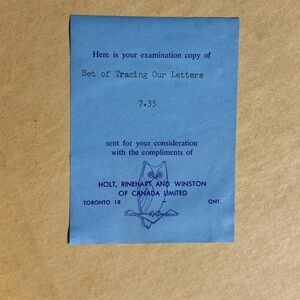 Here is your examination copy of
Set of Tracing Our Letters
7.35
sent for your consideration
with the compliments of
HOLT, RINEHART AND WINSTON
OF CANADA LIMITED
TORONTO 18 ONT.